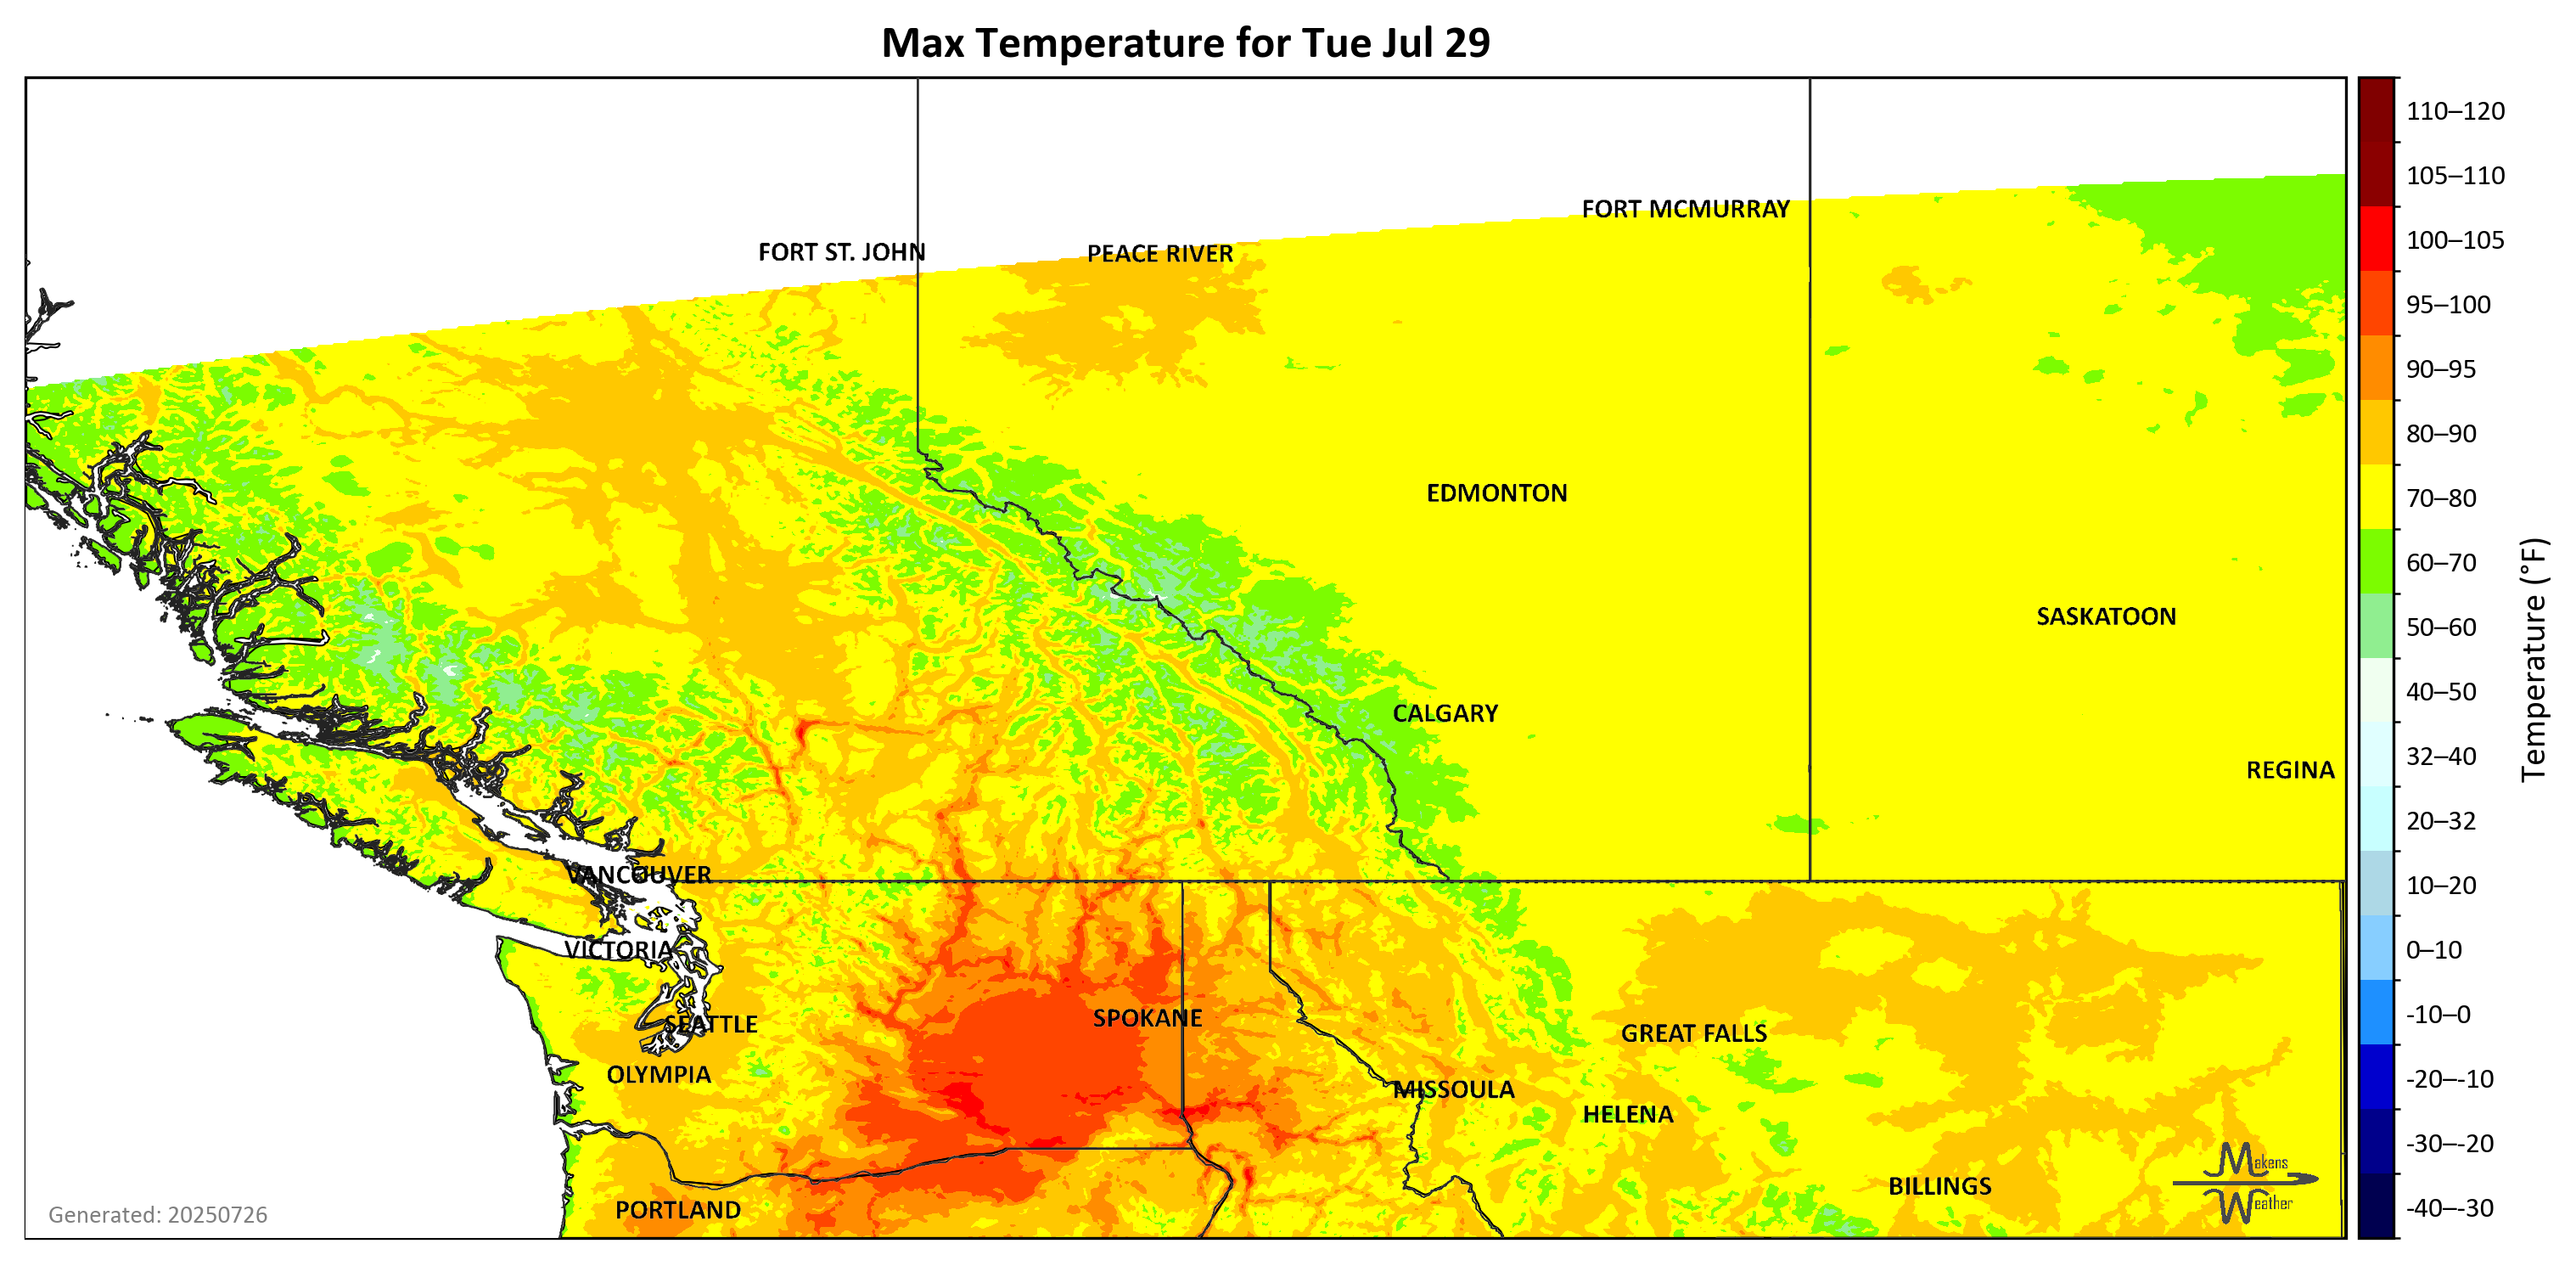 Max Temperature for Tue Jul 29
110–120
105–110
FORT MCMURRAY
100–105
FORT ST. JOHN
PEACE RIVER
95–100
90–95
80–90
EDMONTON
70–80
60–70
SASKATOON
50–60
40–50
CALGARY
REGINA
32–40
Temperature (°F)
20–32
VANCOUVER
10–20
VICTORIA
0–10
SEATTLE
SPOKANE
GREAT FALLS
-10–0
OLYMPIA
MISSOULA
-20–-10
HELENA
-30–-20
Makens
Weather
BILLINGS
PORTLAND
-40–-30
Generated: 20250726